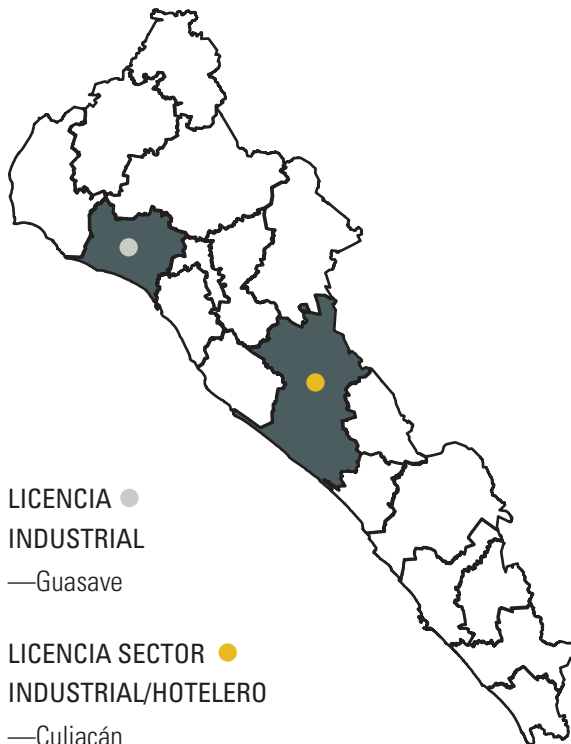 LICENCIA
INDUSTRIAL
—Guasave
LICENCIA SECTOR
INDUSTRIAL/HOTELERO
—Culiacán